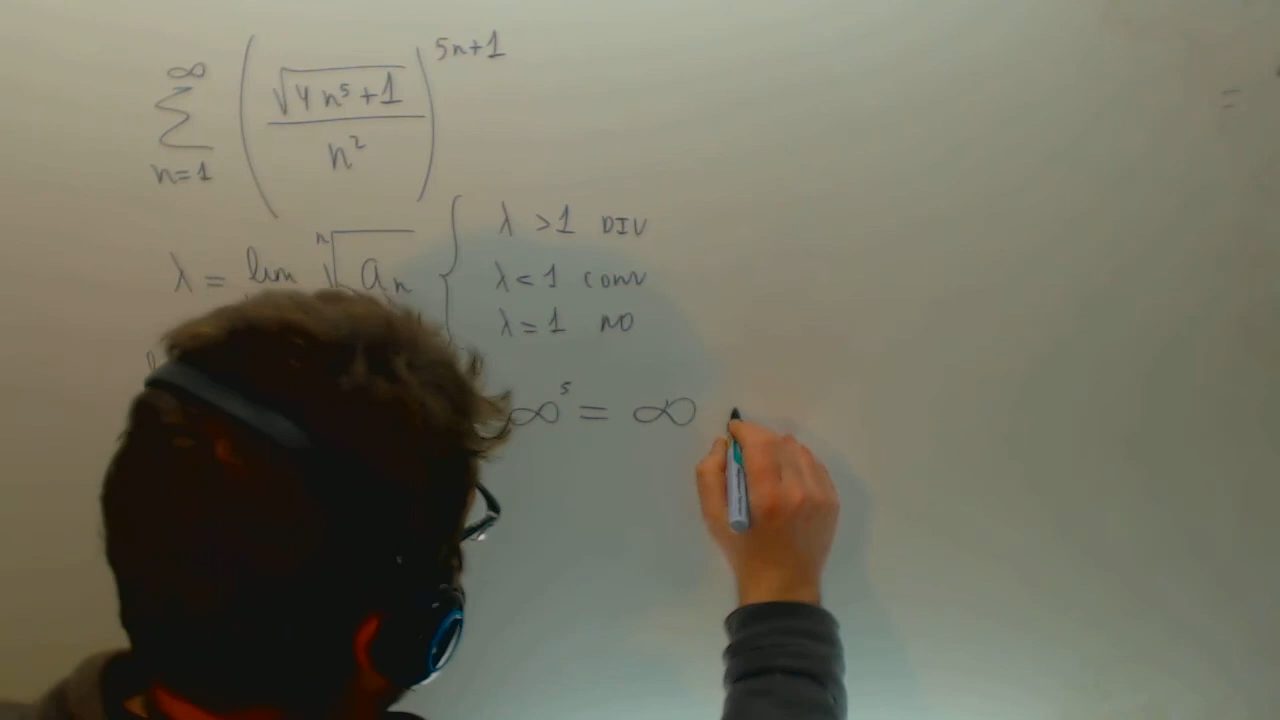 ∞ ( √4n⁵+1 )^5n+1
∑ ———
n=1 n²
λ = lim ⁿ√aₙ { λ > 1 DIV
λ < 1 conv
λ = 1 NO
∞⁵ = ∞
=